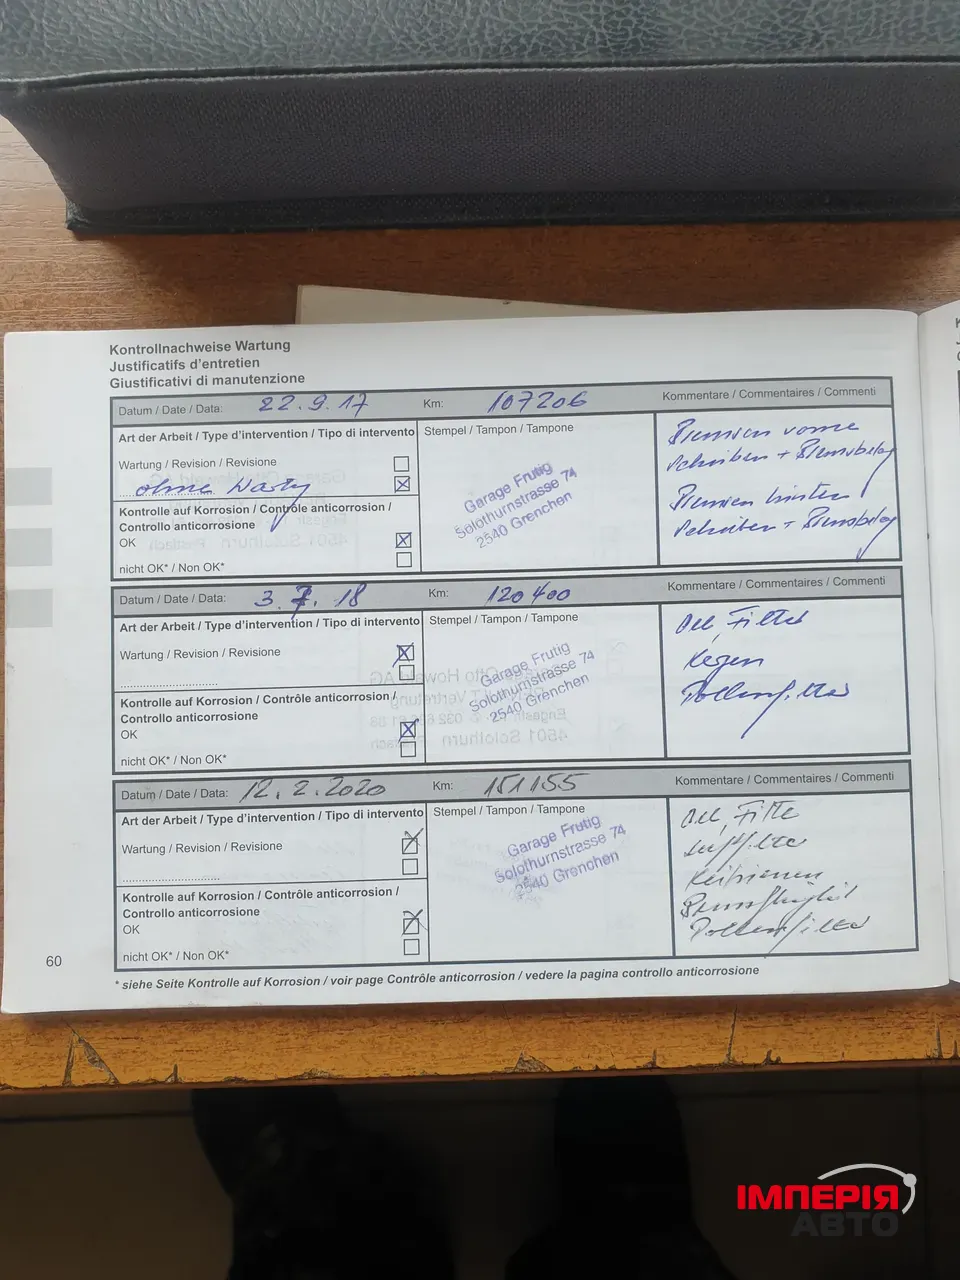 Kontrollnachweise Wartung
Justificatifs d'entretien
Giustificativi di manutenzione
Datum / Date / Data: 22.9.17 Km: 107206 Kommentare / Commentaires / Commenti
Art der Arbeit / Type d'intervention / Tipo di intervento Stempel / Tampon / Tampone
Bremsen vorne
Scheiben + Bremsbelag
Bremsen hinten
Scheiben + Bremsbelag
Wartung / Revision / Revisione
ohne Wartg
Kontrolle auf Korrosion / Contrôle anticorrosion /
Controllo anticorrosione
OK
nicht OK* / Non OK*
Garage Frutig
Solothurnstrasse 74
2540 Grenchen
Datum / Date / Data: 3.7.18 Km: 120400 Kommentare / Commentaires / Commenti
Art der Arbeit / Type d'intervention / Tipo di intervento Stempel / Tampon / Tampone
Oel, Filter
Pollenfilter
Wartung / Revision / Revisione
Kontrolle auf Korrosion / Contrôle anticorrosion /
Controllo anticorrosione
OK
nicht OK* / Non OK*
Garage Frutig
Solothurnstrasse 74
2540 Grenchen
Datum / Date / Data: 12.2.2020 Km: 151155 Kommentare / Commentaires / Commenti
Art der Arbeit / Type d'intervention / Tipo di intervento Stempel / Tampon / Tampone
Oel, Filter
Luftfilter
Keilriemen
Bremsflüssigkeit
Pollenfilter
Wartung / Revision / Revisione
Kontrolle auf Korrosion / Contrôle anticorrosion /
Controllo anticorrosione
OK
nicht OK* / Non OK*
Garage Frutig
Solothurnstrasse 74
2540 Grenchen
60
* siehe Seite Kontrolle auf Korrosion / voir page Contrôle anticorrosion / vedere la pagina controllo anticorrosione
ІМПЕРІЯ
АВТО